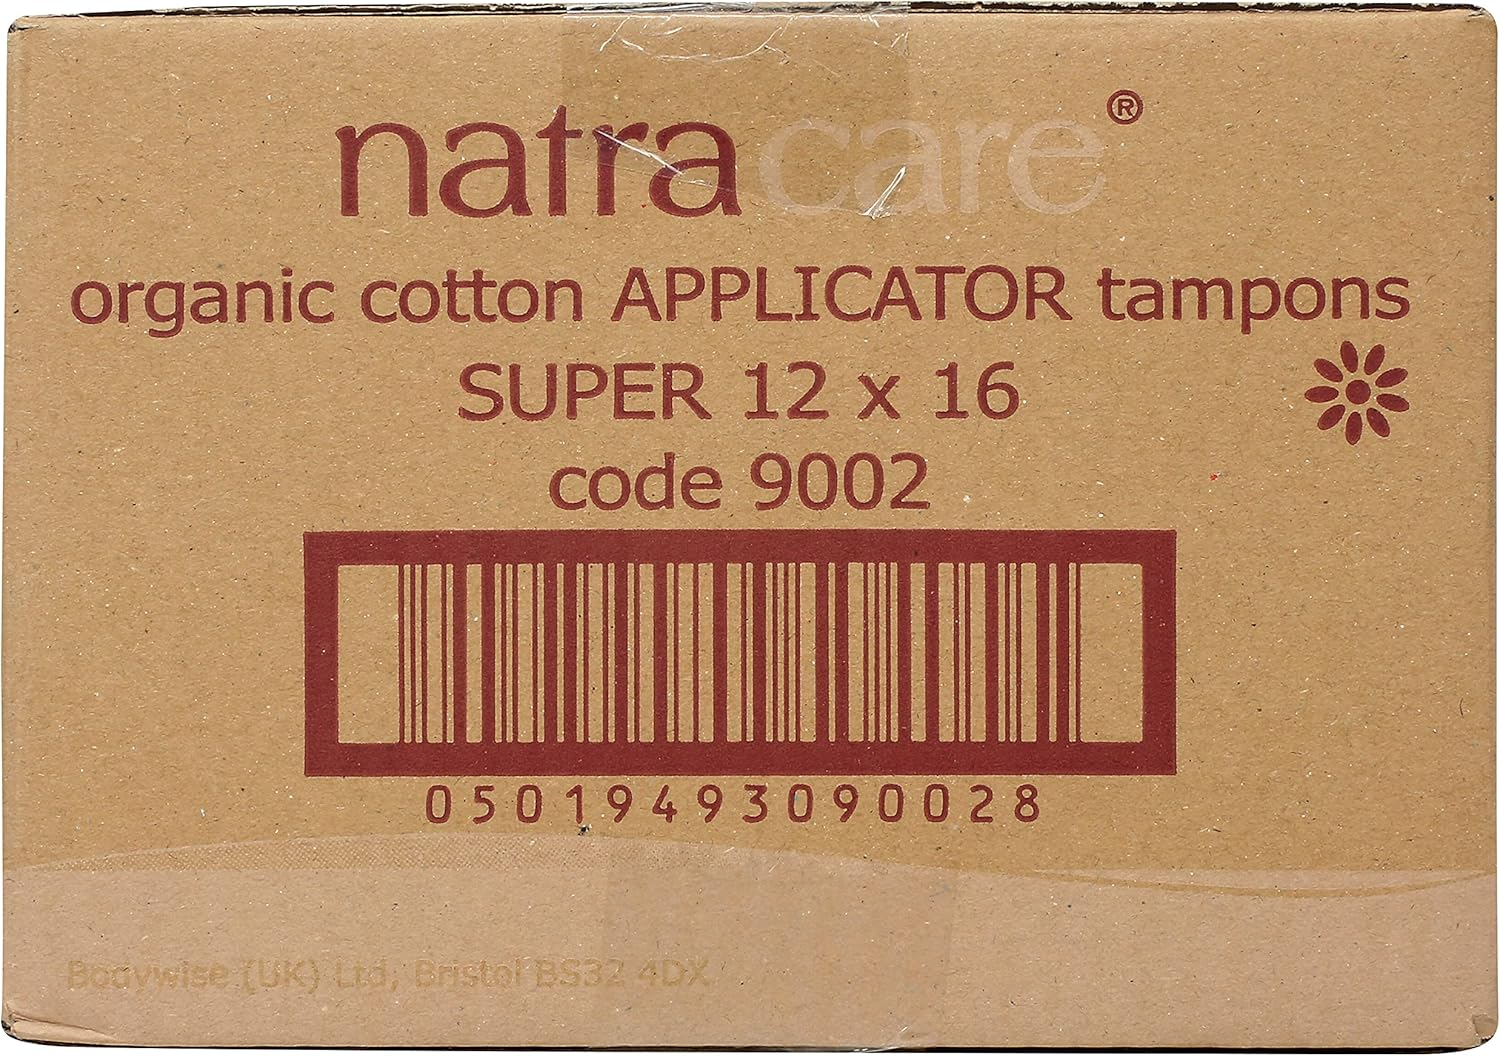 natracare®
organic cotton APPLICATOR tampons
SUPER 12 x 16
code 9002
05019493090028
Bodywise (UK) Ltd, Bristol BS32 4DX